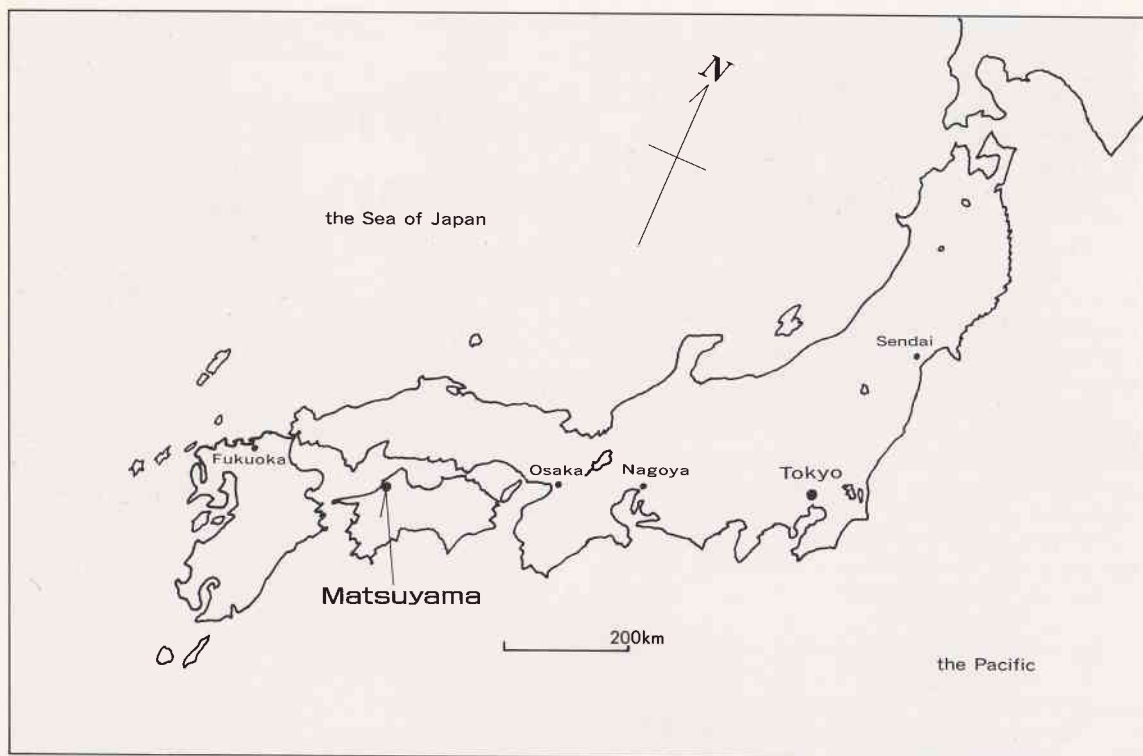 N
the Sea of Japan
Sendai
Fukuoka
Osaka
Nagoya
Tokyo
Matsuyama
200km
the Pacific